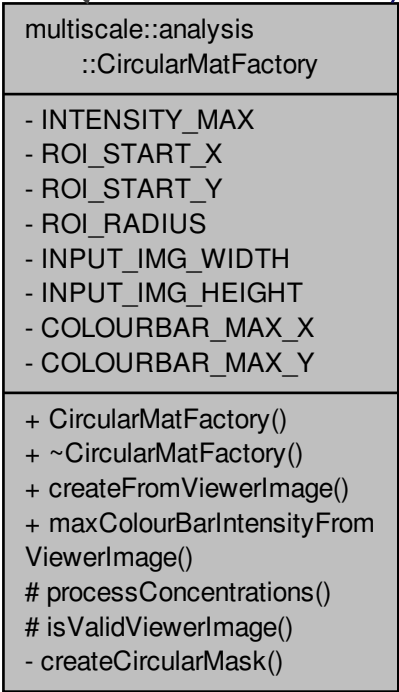 multiscale::analysis
::CircularMatFactory
- INTENSITY_MAX
- ROI_START_X
- ROI_START_Y
- ROI_RADIUS
- INPUT_IMG_WIDTH
- INPUT_IMG_HEIGHT
- COLOURBAR_MAX_X
- COLOURBAR_MAX_Y
+ CircularMatFactory()
+ ~CircularMatFactory()
+ createFromViewerImage()
+ maxColourBarIntensityFrom
ViewerImage()
# processConcentrations()
# isValidViewerImage()
- createCircularMask()